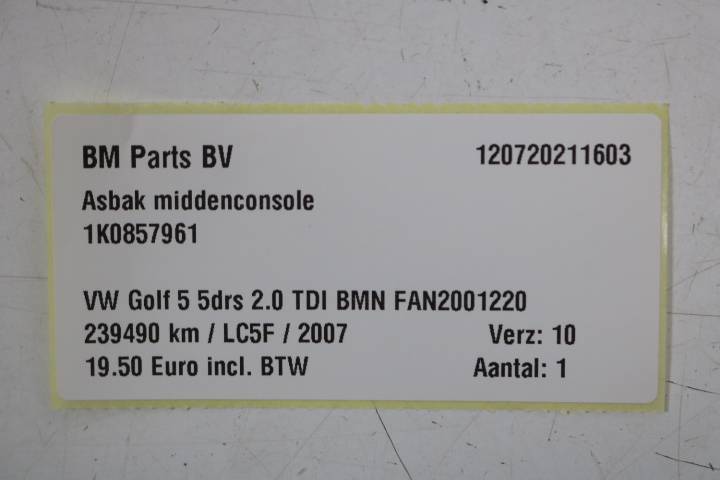 BM Parts BV 120720211603
Asbak middenconsole
1K0857961
VW Golf 5 5drs 2.0 TDI BMN FAN2001220
239490 km / LC5F / 2007 Verz: 10
19.50 Euro incl. BTW Aantal: 1